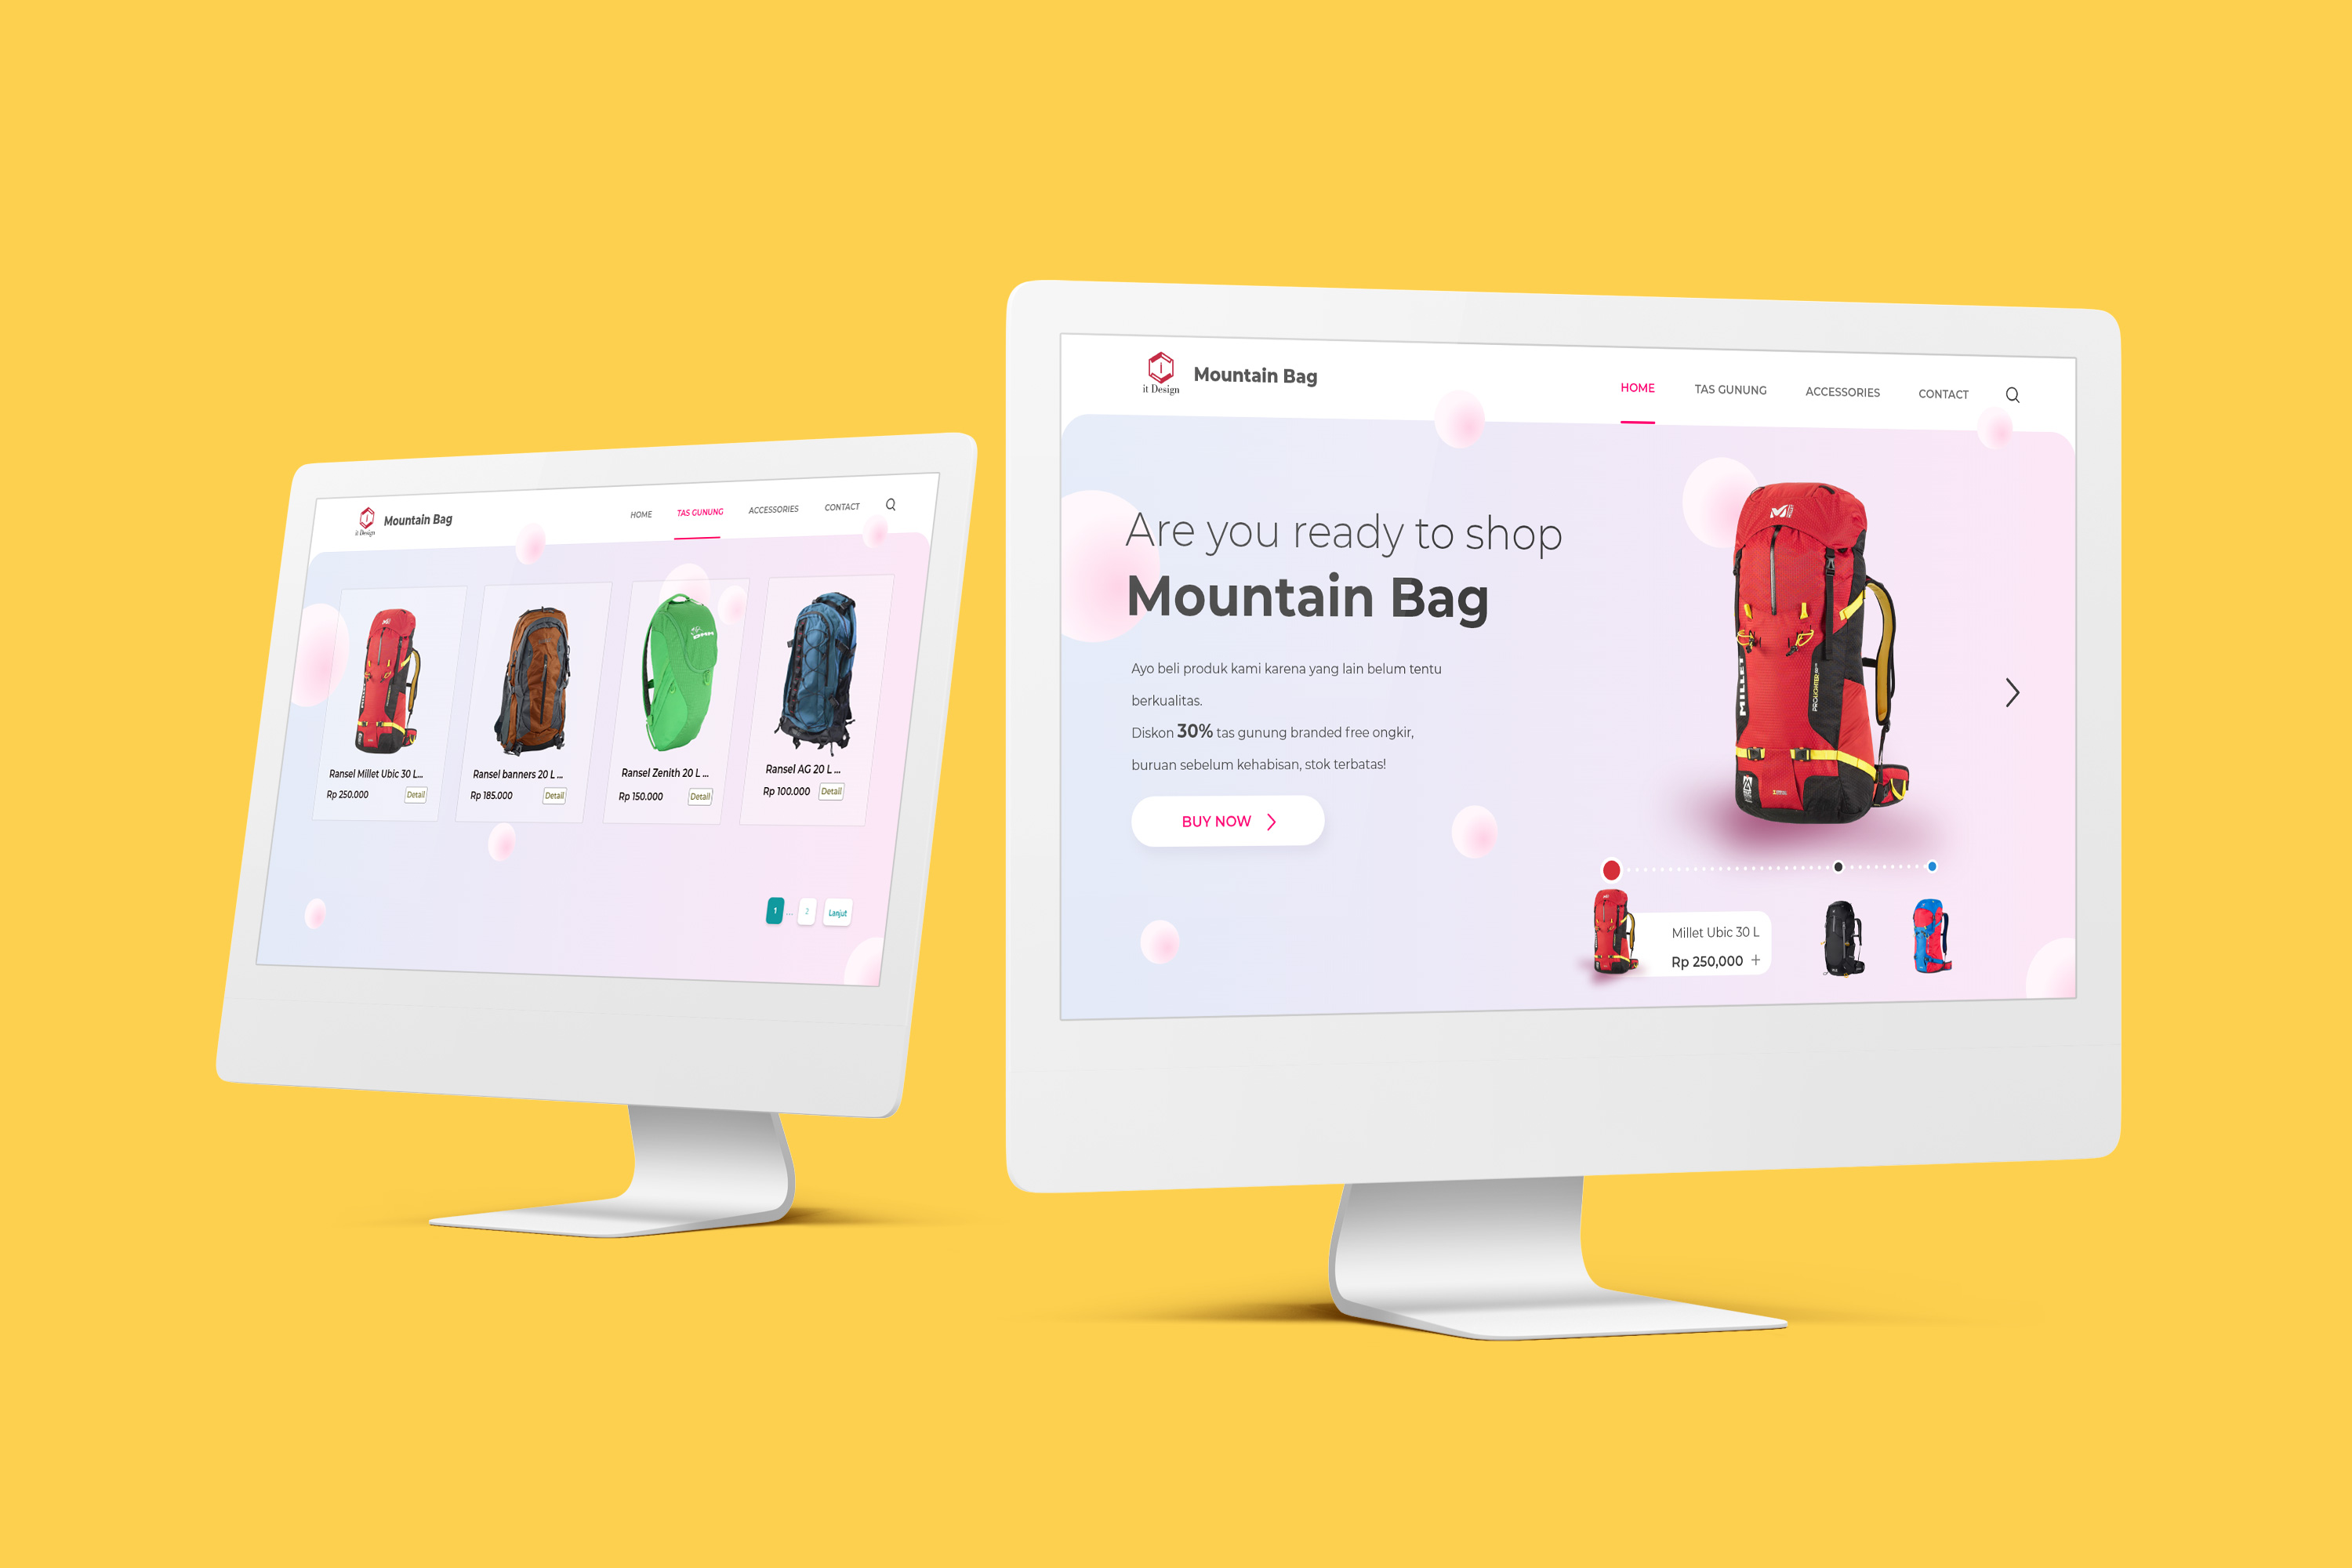 it Design
Mountain Bag
HOME
TAS GUNUNG
ACCESSORIES
CONTACT
Ransel Millet Ubic 30 L...
Rp 250.000
Detail
Ransel banners 20 L ...
Rp 185.000
Detail
Ransel Zenith 20 L ...
Rp 150.000
Detail
Ransel AG 20 L ...
Rp 100.000
Detail
1 ... 2 Lanjut
it Design
Mountain Bag
HOME
TAS GUNUNG
ACCESSORIES
CONTACT
Are you ready to shop
Mountain Bag
Ayo beli produk kami karena yang lain belum tentu
berkualitas.
Diskon 30% tas gunung branded free ongkir,
buruan sebelum kehabisan, stok terbatas!
BUY NOW
MILLET
Millet Ubic 30 L
Rp 250,000 +